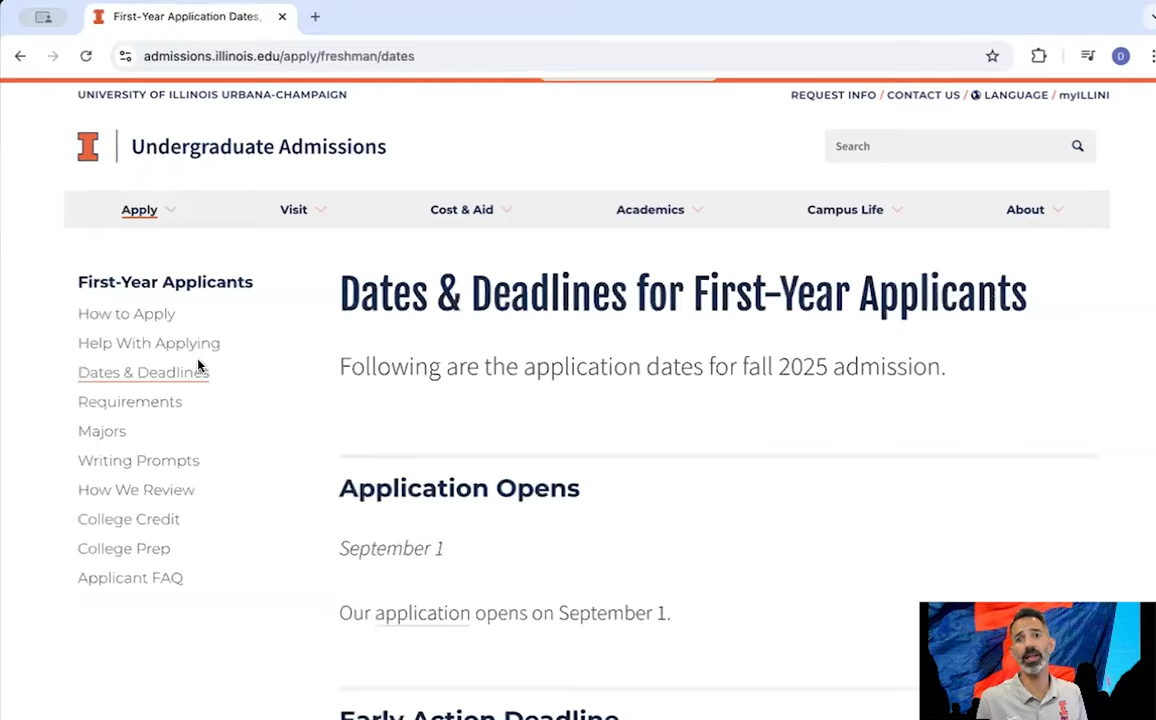 First-Year Application Dates,
admissions.illinois.edu/apply/freshman/dates
D
UNIVERSITY OF ILLINOIS URBANA-CHAMPAIGN
REQUEST INFO / CONTACT US / LANGUAGE / myILLINI
Undergraduate Admissions
Search
Apply
Visit
Cost & Aid
Academics
Campus Life
About
First-Year Applicants
How to Apply
Help With Applying
Dates & Deadlines
Requirements
Majors
Writing Prompts
How We Review
College Credit
College Prep
Applicant FAQ
Dates & Deadlines for First-Year Applicants
Following are the application dates for fall 2025 admission.
Application Opens
September 1
Our application opens on September 1.
Early Action Deadline